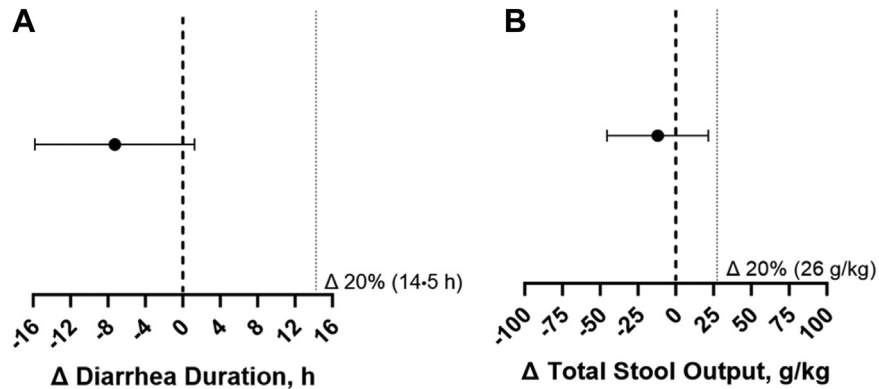 A
B
Δ 20% (14·5 h)
Δ 20% (26 g/kg)
-16 -12 -8 -4 0 4 8 12 16
-100 -75 -50 -25 0 25 50 75 100
Δ Diarrhea Duration, h
Δ Total Stool Output, g/kg